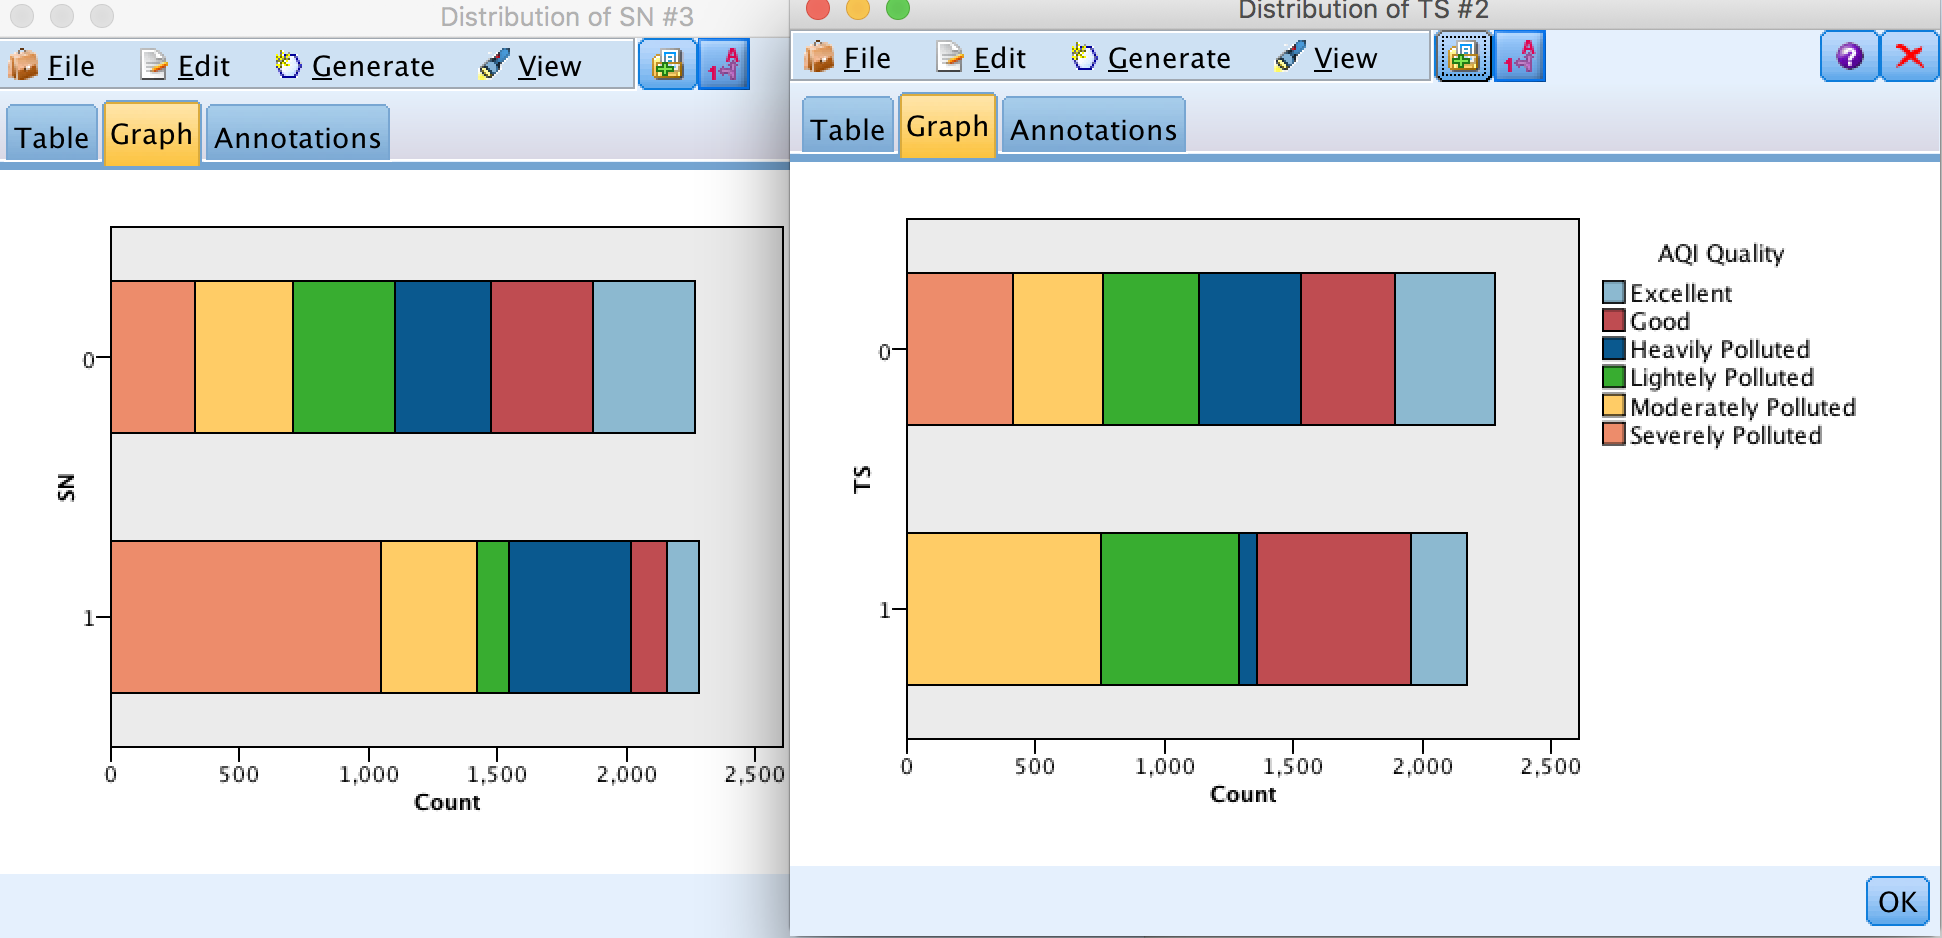 Distribution of SN #3
File Edit Generate View
A
1
Table Graph Annotations
0
SN
1
0 500 1,000 1,500 2,000 2,500
Count
Distribution of TS #2
File Edit Generate View
A
1
?
Table Graph Annotations
0
TS
1
0 500 1,000 1,500 2,000 2,500
Count
AQI Quality
Excellent
Good
Heavily Polluted
Lightely Polluted
Moderately Polluted
Severely Polluted
OK